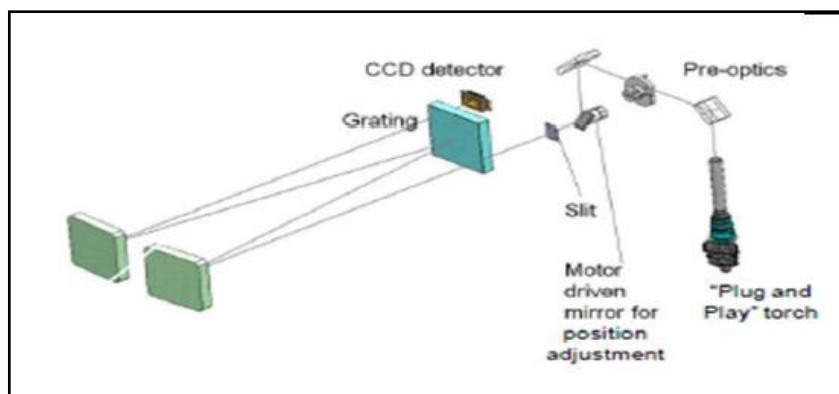 CCD detector
Pre-optics
Grating
Slit
Motor
driven
mirror for
position
adjustment
"Plug and
Play" torch